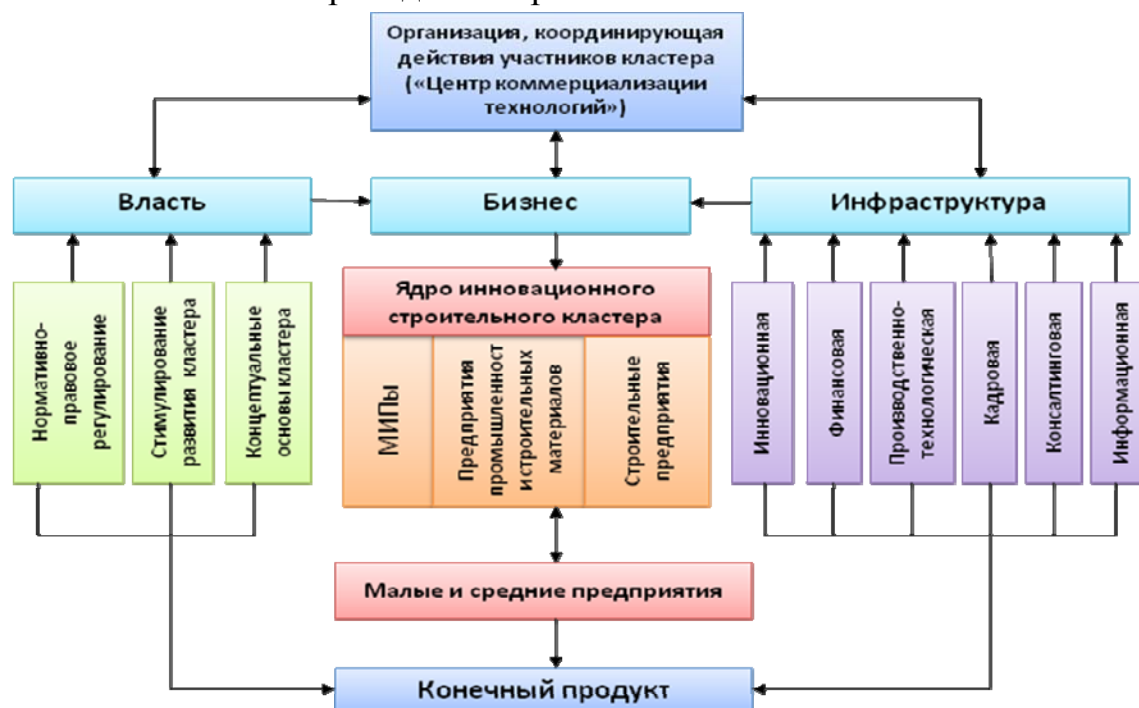 Организация, координирующая
действия участников кластера
(«Центр коммерциализации
технологий»)
Власть
Бизнес
Инфраструктура
Нормативно-
правовое
регулирование
Стимулирование
развития кластера
Концептуальные
основы кластера
Ядро инновационного
строительного кластера
МИПы
Предприятия
промышленност
и строительных
материалов
Строительные
предприятия
Инновационная
Финансовая
Производственно-
технологическая
Кадровая
Консалтинговая
Информационная
Малые и средние предприятия
Конечный продукт